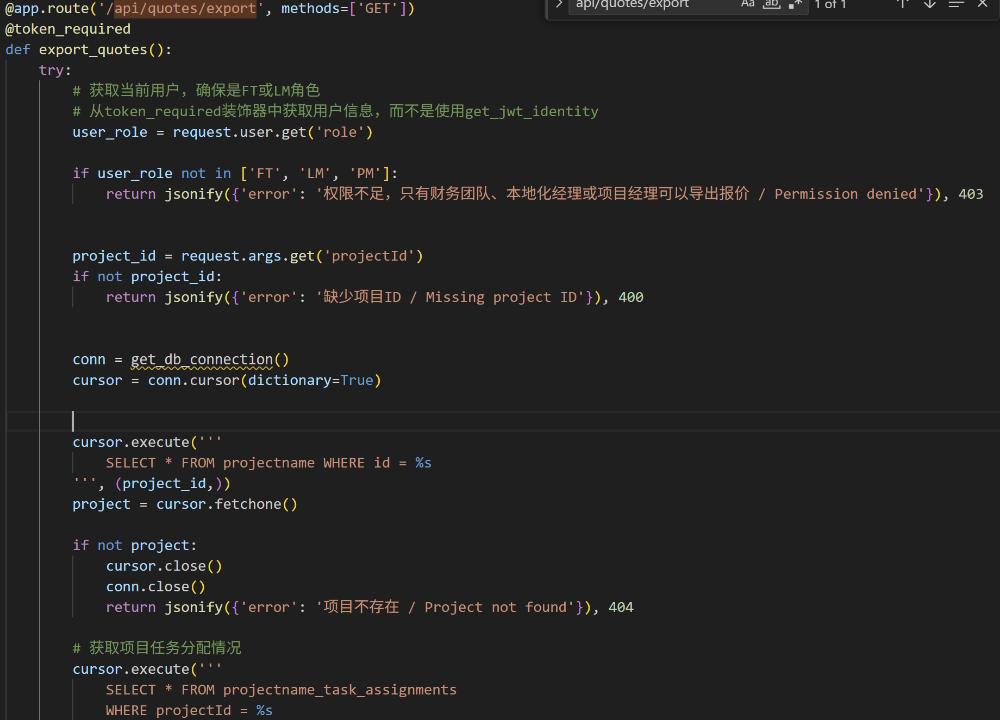 @app.route('/api/quotes/export', methods=['GET'])
api/quotes/export Aa ab 1 of 1
@token_required
def export_quotes():
try:
# 获取当前用户，确保是FT或LM角色
# 从token_required装饰器中获取用户信息，而不是使用get_jwt_identity
user_role = request.user.get('role')
if user_role not in ['FT', 'LM', 'PM']:
return jsonify({'error': '权限不足，只有财务团队、本地化经理或项目经理可以导出报价 / Permission denied'}), 403
project_id = request.args.get('projectId')
if not project_id:
return jsonify({'error': '缺少项目ID / Missing project ID'}), 400
conn = get_db_connection()
cursor = conn.cursor(dictionary=True)
cursor.execute('''
SELECT * FROM projectname WHERE id = %s
''', (project_id,))
project = cursor.fetchone()
if not project:
cursor.close()
conn.close()
return jsonify({'error': '项目不存在 / Project not found'}), 404
# 获取项目任务分配情况
cursor.execute('''
SELECT * FROM projectname_task_assignments
WHERE projectId = %s